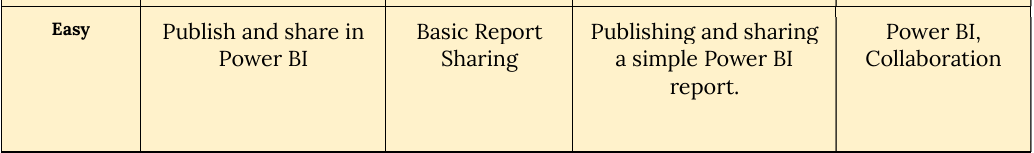 Easy
Publish and share in
Power BI
Basic Report
Sharing
Publishing and sharing
a simple Power BI
report.
Power BI,
Collaboration